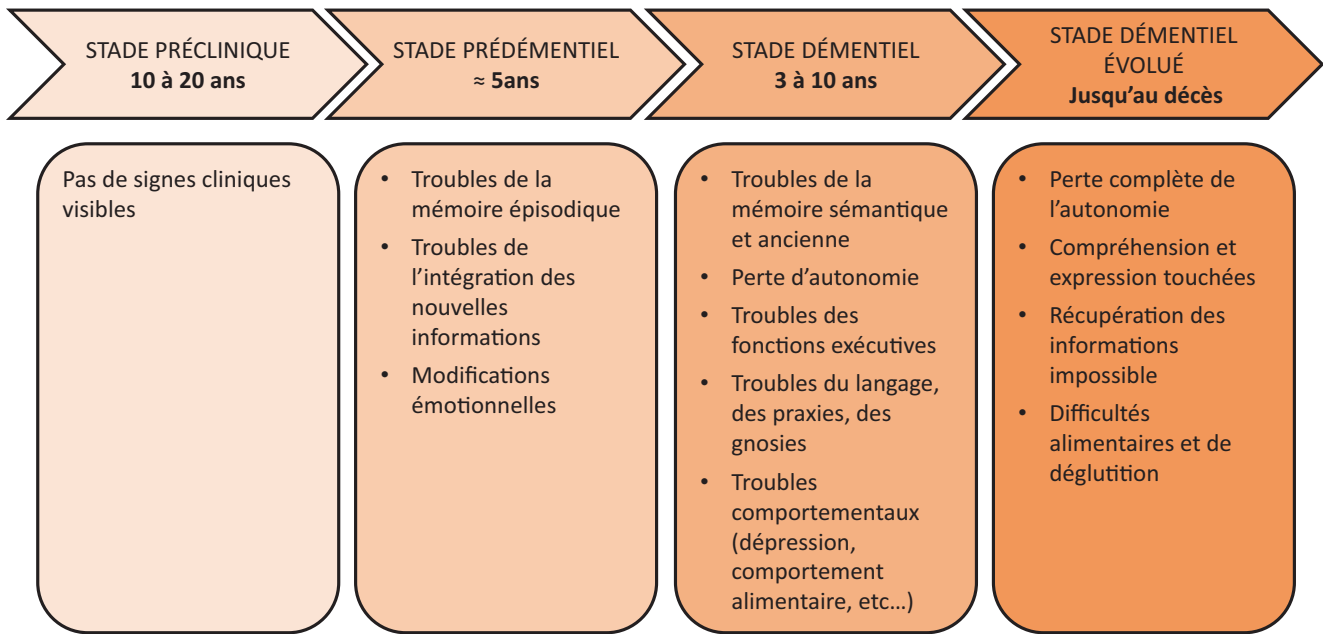 STADE PRÉCLINIQUE
10 à 20 ans
STADE PRÉDÉMENTIEL
≈ 5ans
STADE DÉMENTIEL
3 à 10 ans
STADE DÉMENTIEL
ÉVOLUÉ
Jusqu'au décès
Pas de signes cliniques
visibles
• Troubles de la
mémoire épisodique
• Troubles de
l'intégration des
nouvelles
informations
• Modifications
émotionnelles
• Troubles de la
mémoire sémantique
et ancienne
• Perte d'autonomie
• Troubles des
fonctions exécutives
• Troubles du langage,
des praxies, des
gnosies
• Troubles
comportementaux
(dépression,
comportement
alimentaire, etc…)
• Perte complète de
l'autonomie
• Compréhension et
expression touchées
• Récupération des
informations
impossible
• Difficultés
alimentaires et de
déglutition